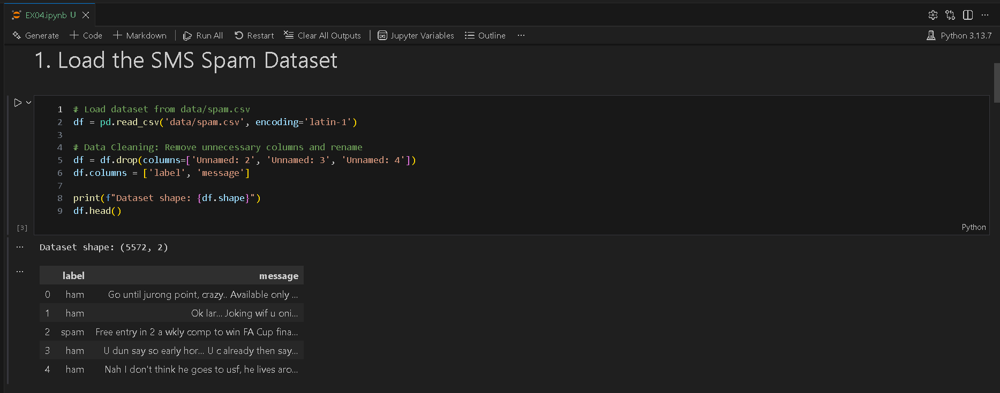 EX04.ipynb U
Generate + Code + Markdown Run All Restart Clear All Outputs Jupyter Variables Outline ... Python 3.13.7
1. Load the SMS Spam Dataset
1 # Load dataset from data/spam.csv
2 df = pd.read_csv('data/spam.csv', encoding='latin-1')
3
4 # Data Cleaning: Remove unnecessary columns and rename
5 df = df.drop(columns=['Unnamed: 2', 'Unnamed: 3', 'Unnamed: 4'])
6 df.columns = ['label', 'message']
7
8 print(f"Dataset shape: {df.shape}")
9 df.head()
[3] Python
Dataset shape: (5572, 2)
label message
0 ham Go until jurong point, crazy.. Available only ...
1 ham Ok lar... Joking wif u oni...
2 spam Free entry in 2 a wkly comp to win FA Cup fina...
3 ham U dun say so early hor... U c already then say...
4 ham Nah I don't think he goes to usf, he lives aro...